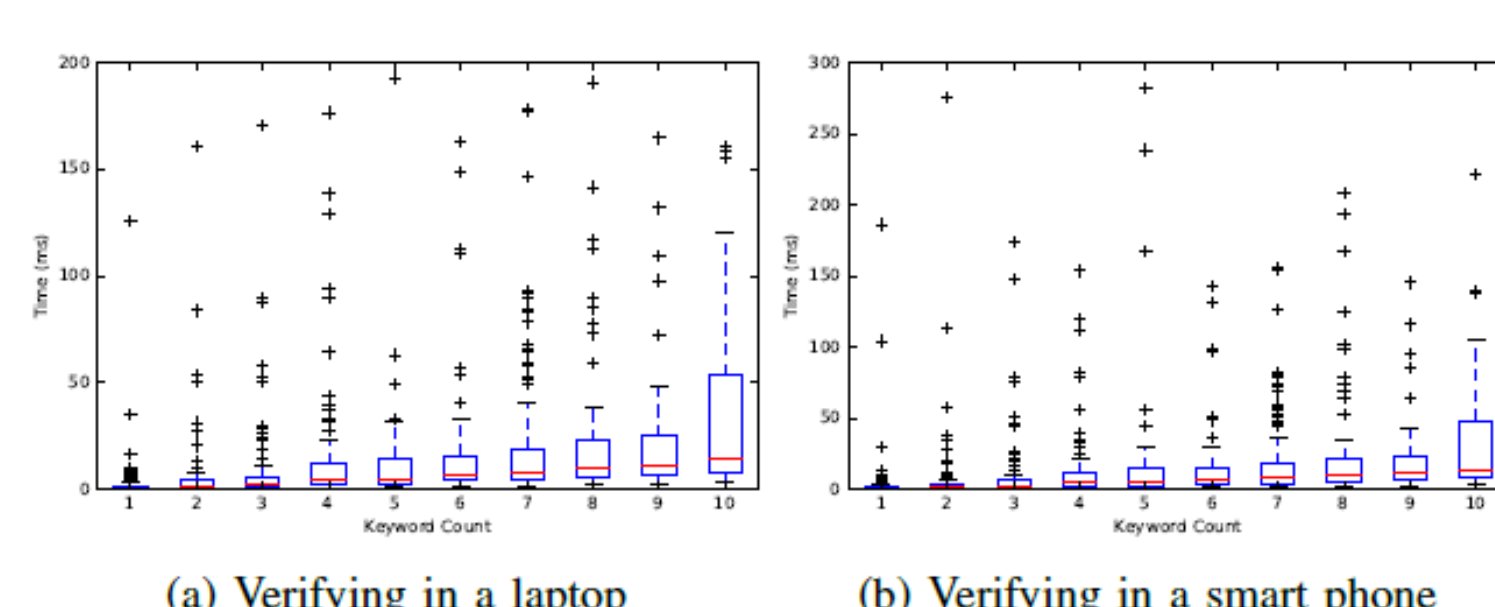 200
150
100
50
0
Time (ms)
1 2 3 4 5 6 7 8 9 10
Keyword Count
(a) Verifying in a laptop
300
250
200
150
100
50
0
Time (ms)
1 2 3 4 5 6 7 8 9 10
Keyword Count
(b) Verifying in a smart phone